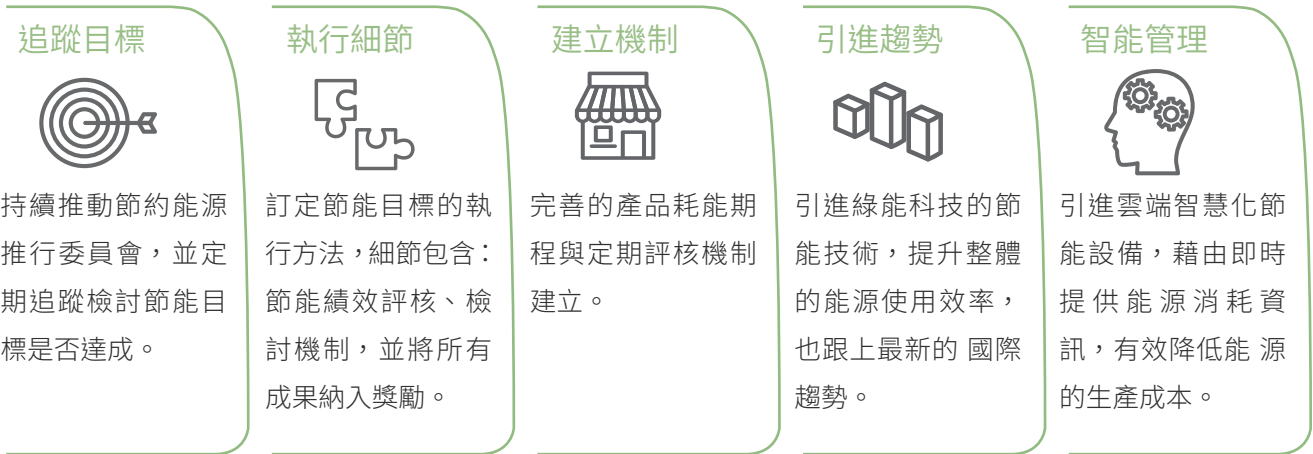 追蹤目標
持續推動節約能源
推行委員會，並定
期追蹤檢討節能目
標是否達成。
執行細節
訂定節能目標的執
行方法，細節包含：
節能績效評核、檢
討機制，並將所有
成果納入獎勵。
建立機制
完善的產品耗能期
程與定期評核機制
建立。
引進趨勢
引進綠能科技的節
能技術，提升整體
的能源使用效率，
也跟上最新的 國際
趨勢。
智能管理
引進雲端智慧化節
能設備，藉由即時
提供能源消耗資
訊，有效降低能 源
的生產成本。